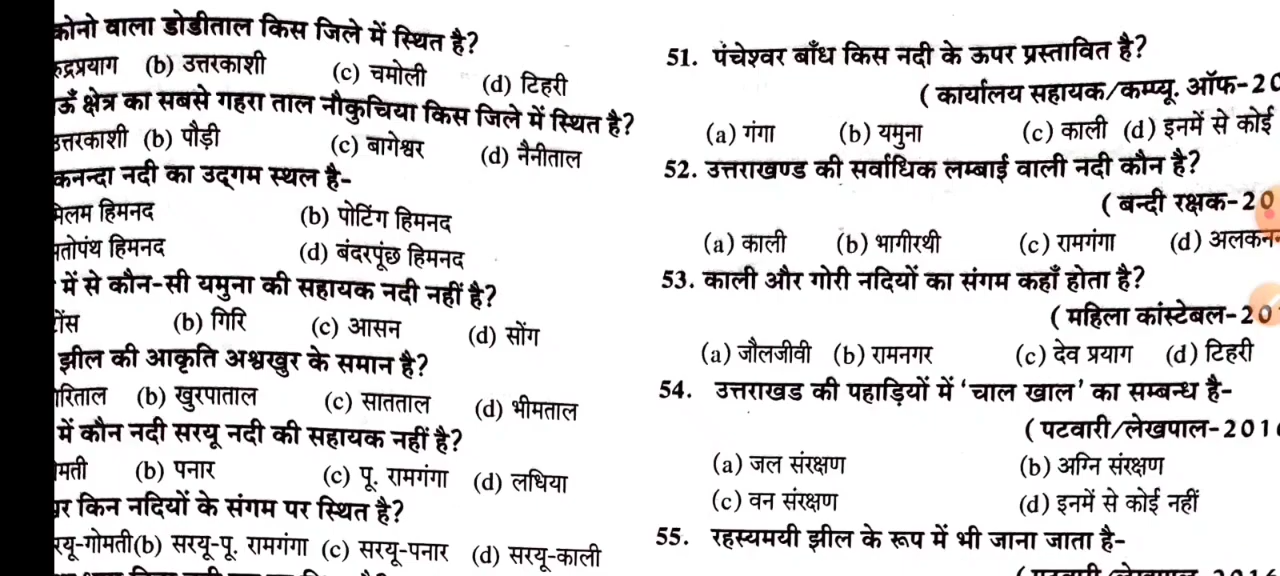 कोनो वाला डोडीताल किस जिले में स्थित है?
रुद्रप्रयाग (b) उत्तरकाशी (c) चमोली (d) टिहरी
ऊँ क्षेत्र का सबसे गहरा ताल नौकुचिया किस जिले में स्थित है?
उत्तरकाशी (b) पौड़ी (c) बागेश्वर (d) नैनीताल
कनन्दा नदी का उद्गम स्थल है-
मेलम हिमनद (b) पोटिंग हिमनद
तोपंथ हिमनद (d) बंदरपूंछ हिमनद
में से कौन-सी यमुना की सहायक नदी नहीं है?
टोंस (b) गिरि (c) आसन (d) सोंग
झील की आकृति अश्वखुर के समान है?
रिताल (b) खुरपाताल (c) सातताल (d) भीमताल
में कौन नदी सरयू नदी की सहायक नहीं है?
मती (b) पनार (c) पू. रामगंगा (d) लधिया
र किन नदियों के संगम पर स्थित है?
रयू-गोमती(b) सरयू-पू. रामगंगा (c) सरयू-पनार (d) सरयू-काली
51. पंचेश्वर बाँध किस नदी के ऊपर प्रस्तावित है?
(कार्यालय सहायक/कम्प्यू. ऑफ-20
(a) गंगा (b) यमुना (c) काली (d) इनमें से कोई
52. उत्तराखण्ड की सर्वाधिक लम्बाई वाली नदी कौन है?
(बन्दी रक्षक-20
(a) काली (b) भागीरथी (c) रामगंगा (d) अलकन
53. काली और गोरी नदियों का संगम कहाँ होता है?
(महिला कांस्टेबल-20
(a) जौलजीवी (b) रामनगर (c) देव प्रयाग (d) टिहरी
54. उत्तराखड की पहाड़ियों में 'चाल खाल' का सम्बन्ध है-
(पटवारी/लेखपाल-201
(a) जल संरक्षण (b) अग्नि संरक्षण
(c) वन संरक्षण (d) इनमें से कोई नहीं
55. रहस्यमयी झील के रूप में भी जाना जाता है-